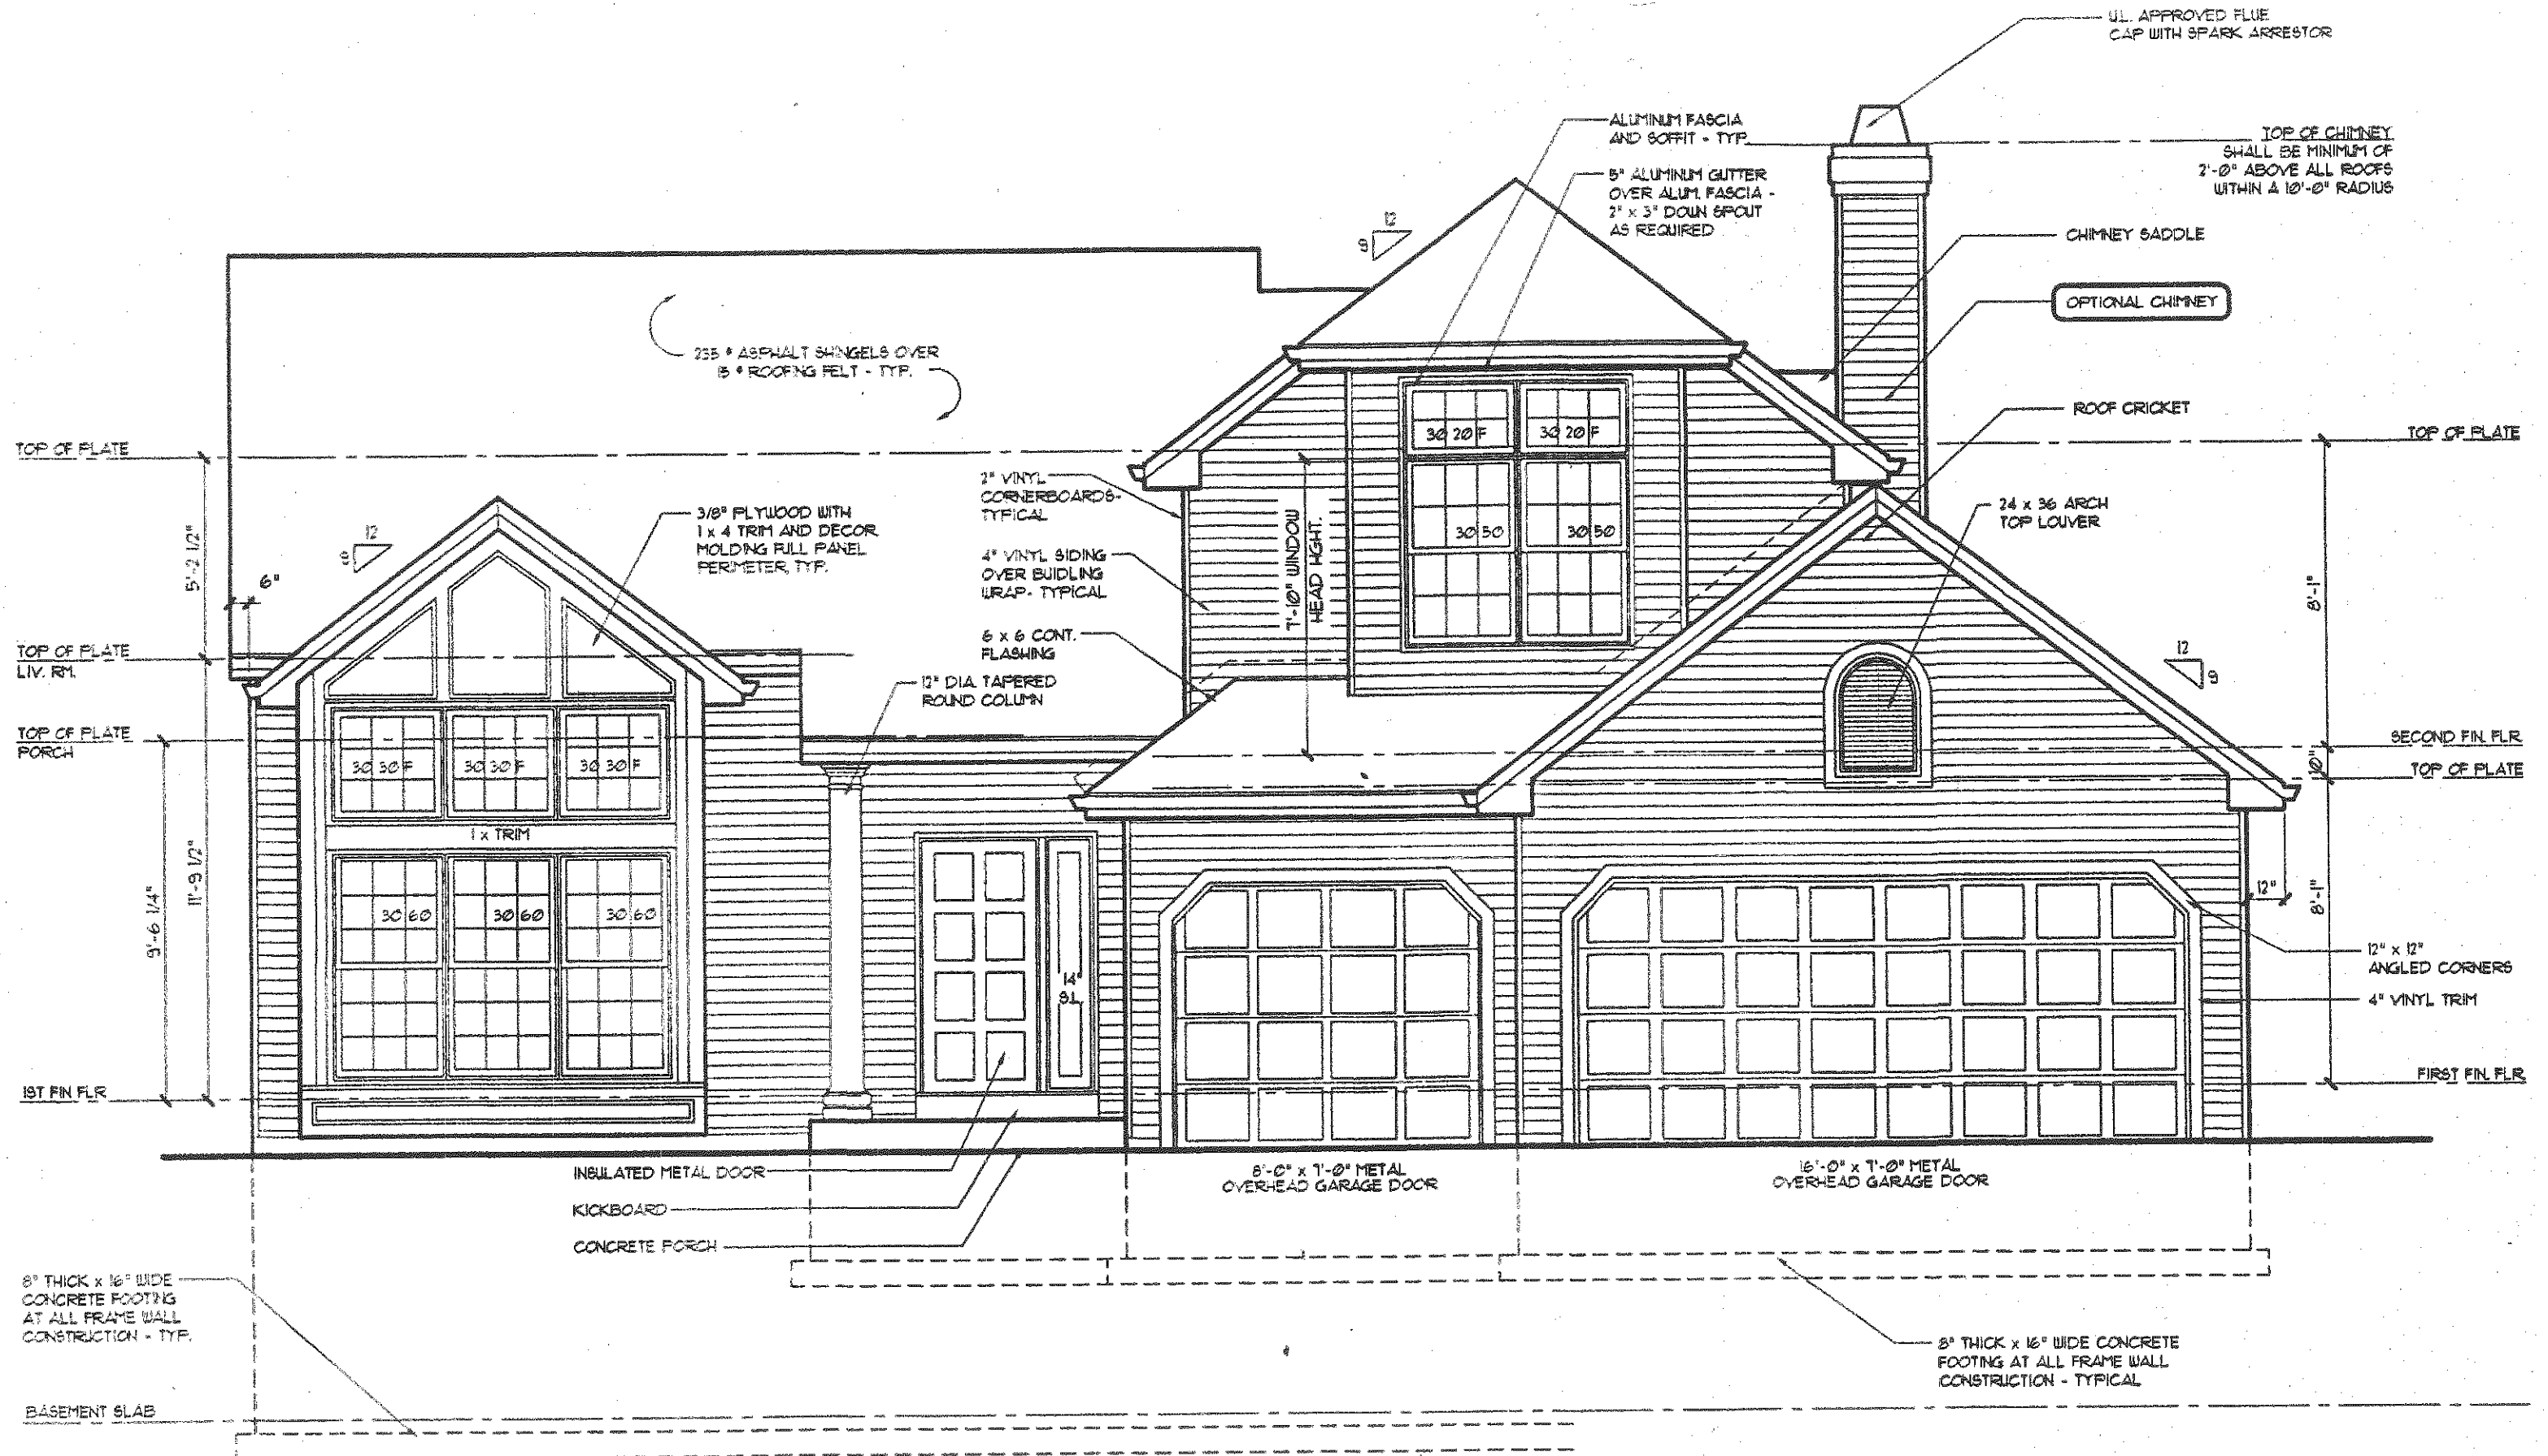 U.L. APPROVED FLUE
CAP WITH SPARK ARRESTOR
ALUMINUM FASCIA
AND SOFFIT - TYP.
TOP OF CHIMNEY
SHALL BE MINIMUM OF
2'-0" ABOVE ALL ROOFS
WITHIN A 10'-0" RADIUS
5" ALUMINUM GUTTER
OVER ALUM. FASCIA -
2" x 3" DOWN SPOUT
AS REQUIRED
12
9
CHIMNEY SADDLE
OPTIONAL CHIMNEY
235 # ASPHALT SHINGELS OVER
15 # ROOFING FELT - TYP.
ROOF CRICKET
TOP OF PLATE
TOP OF PLATE
30 20 F
30 20 F
2" VINYL
CORNERBOARDS-
TYPICAL
3/8" PLYWOOD WITH
1 x 4 TRIM AND DECOR
MOLDING FULL PANEL
PERIMETER, TYP.
24 x 36 ARCH
TOP LOUVER
12
9
5'-2 1/2"
6"
30 50
30 50
7'-10" WINDOW
HEAD HGHT.
4" VINYL SIDING
OVER BUIDLING
WRAP- TYPICAL
8'-1"
6 x 6 CONT.
FLASHING
TOP OF PLATE
LIV. RM.
12
9
12" DIA. TAPERED
ROUND COLUMN
TOP OF PLATE
PORCH
SECOND FIN. FLR.
10"
TOP OF PLATE
30 30 F
30 30 F
30 30 F
1 x TRIM
9'-6 1/4"
11'-9 1/2"
30 60
30 60
30 60
12"
8'-1"
12" x 12"
ANGLED CORNERS
14"
SL
4" VINYL TRIM
1ST FIN FLR
FIRST FIN. FLR.
INSULATED METAL DOOR
8'-0" x 7'-0" METAL
OVERHEAD GARAGE DOOR
16'-0" x 7'-0" METAL
OVERHEAD GARAGE DOOR
KICKBOARD
CONCRETE PORCH
8" THICK x 16" WIDE
CONCRETE FOOTING
AT ALL FRAME WALL
CONSTRUCTION - TYP.
8" THICK x 16" WIDE CONCRETE
FOOTING AT ALL FRAME WALL
CONSTRUCTION - TYPICAL
BASEMENT SLAB